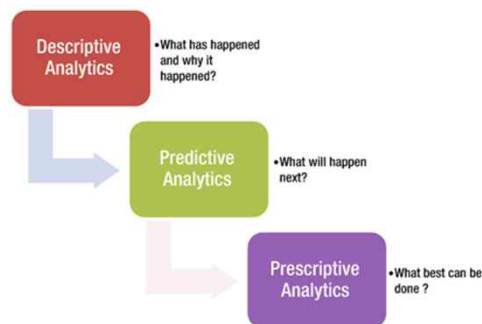 Descriptive
Analytics
•What has happened
and why it
happened?
Predictive
Analytics
•What will happen
next?
Prescriptive
Analytics
•What best can be
done ?